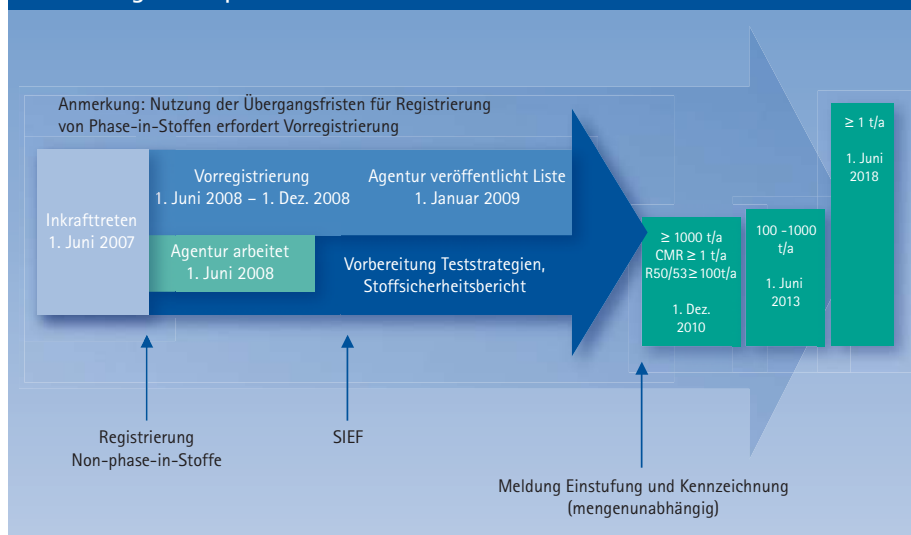 Anmerkung: Nutzung der Übergangsfristen für Registrierung
von Phase-in-Stoffen erfordert Vorregistrierung
Inkrafttreten
1. Juni 2007
Vorregistrierung
1. Juni 2008 – 1. Dez. 2008
Agentur veröffentlicht Liste
1. Januar 2009
Agentur arbeitet
1. Juni 2008
Vorbereitung Teststrategien,
Stoffsicherheitsbericht
≥ 1000 t/a
CMR ≥ 1 t/a
R50/53≥100t/a
1. Dez.
2010
100 -1000
t/a
1. Juni
2013
≥ 1 t/a
1. Juni
2018
Registrierung
Non-phase-in-Stoffe
SIEF
Meldung Einstufung und Kennzeichnung
(mengenunabhängig)